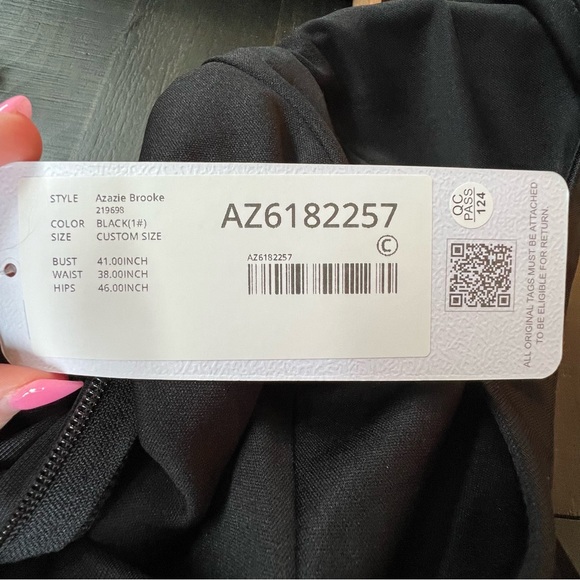 STYLE Azazie Brooke
219698
COLOR BLACK(1#)
SIZE CUSTOM SIZE
BUST 41.00INCH
WAIST 38.00INCH
HIPS 46.00INCH
AZ6182257
C
AZ6182257
QC
PASS
124
ALL ORIGINAL TAGS MUST BE ATTACHED
TO BE ELIGIBLE FOR RETURN.